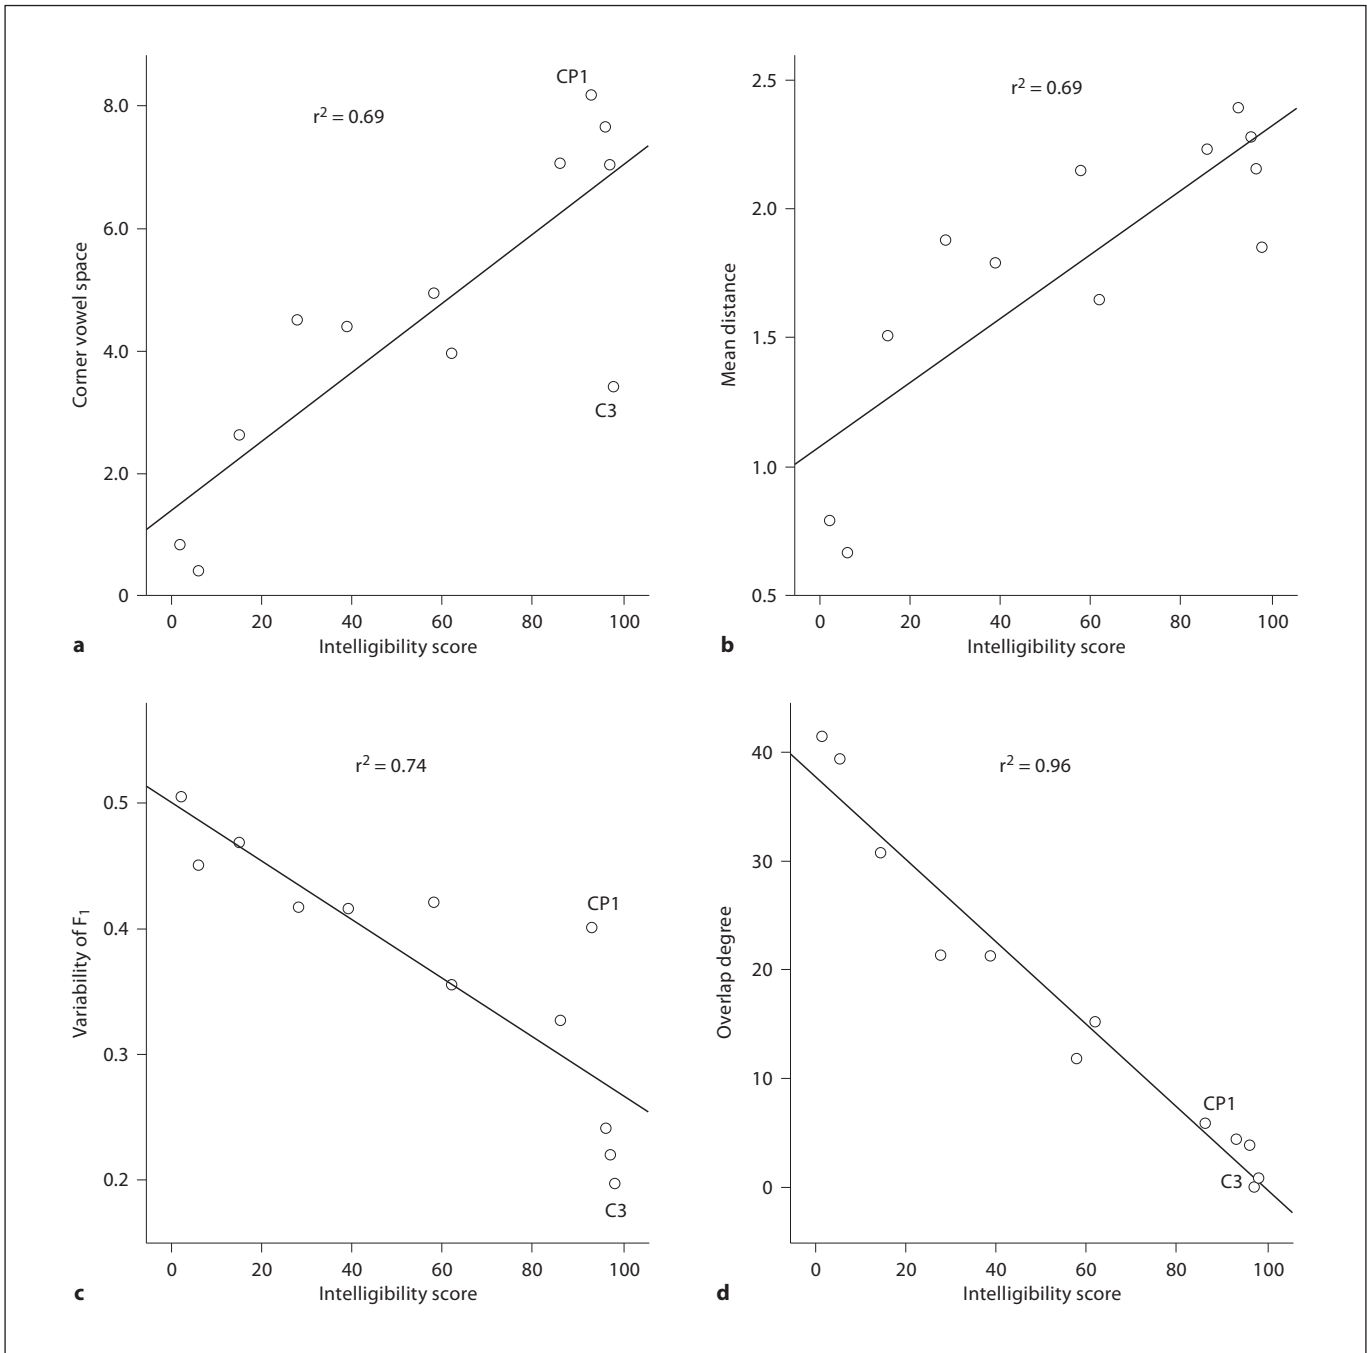 CP1
r² = 0.69
8.0
6.0
4.0
2.0
0
Corner vowel space
C3
0 20 40 60 80 100
a
Intelligibility score
r² = 0.69
2.5
2.0
1.5
1.0
0.5
Mean distance
0 20 40 60 80 100
b
Intelligibility score
r² = 0.74
0.5
0.4
0.3
0.2
Variability of F₁
CP1
C3
0 20 40 60 80 100
c
Intelligibility score
r² = 0.96
40
30
20
10
0
Overlap degree
CP1
C3
0 20 40 60 80 100
d
Intelligibility score